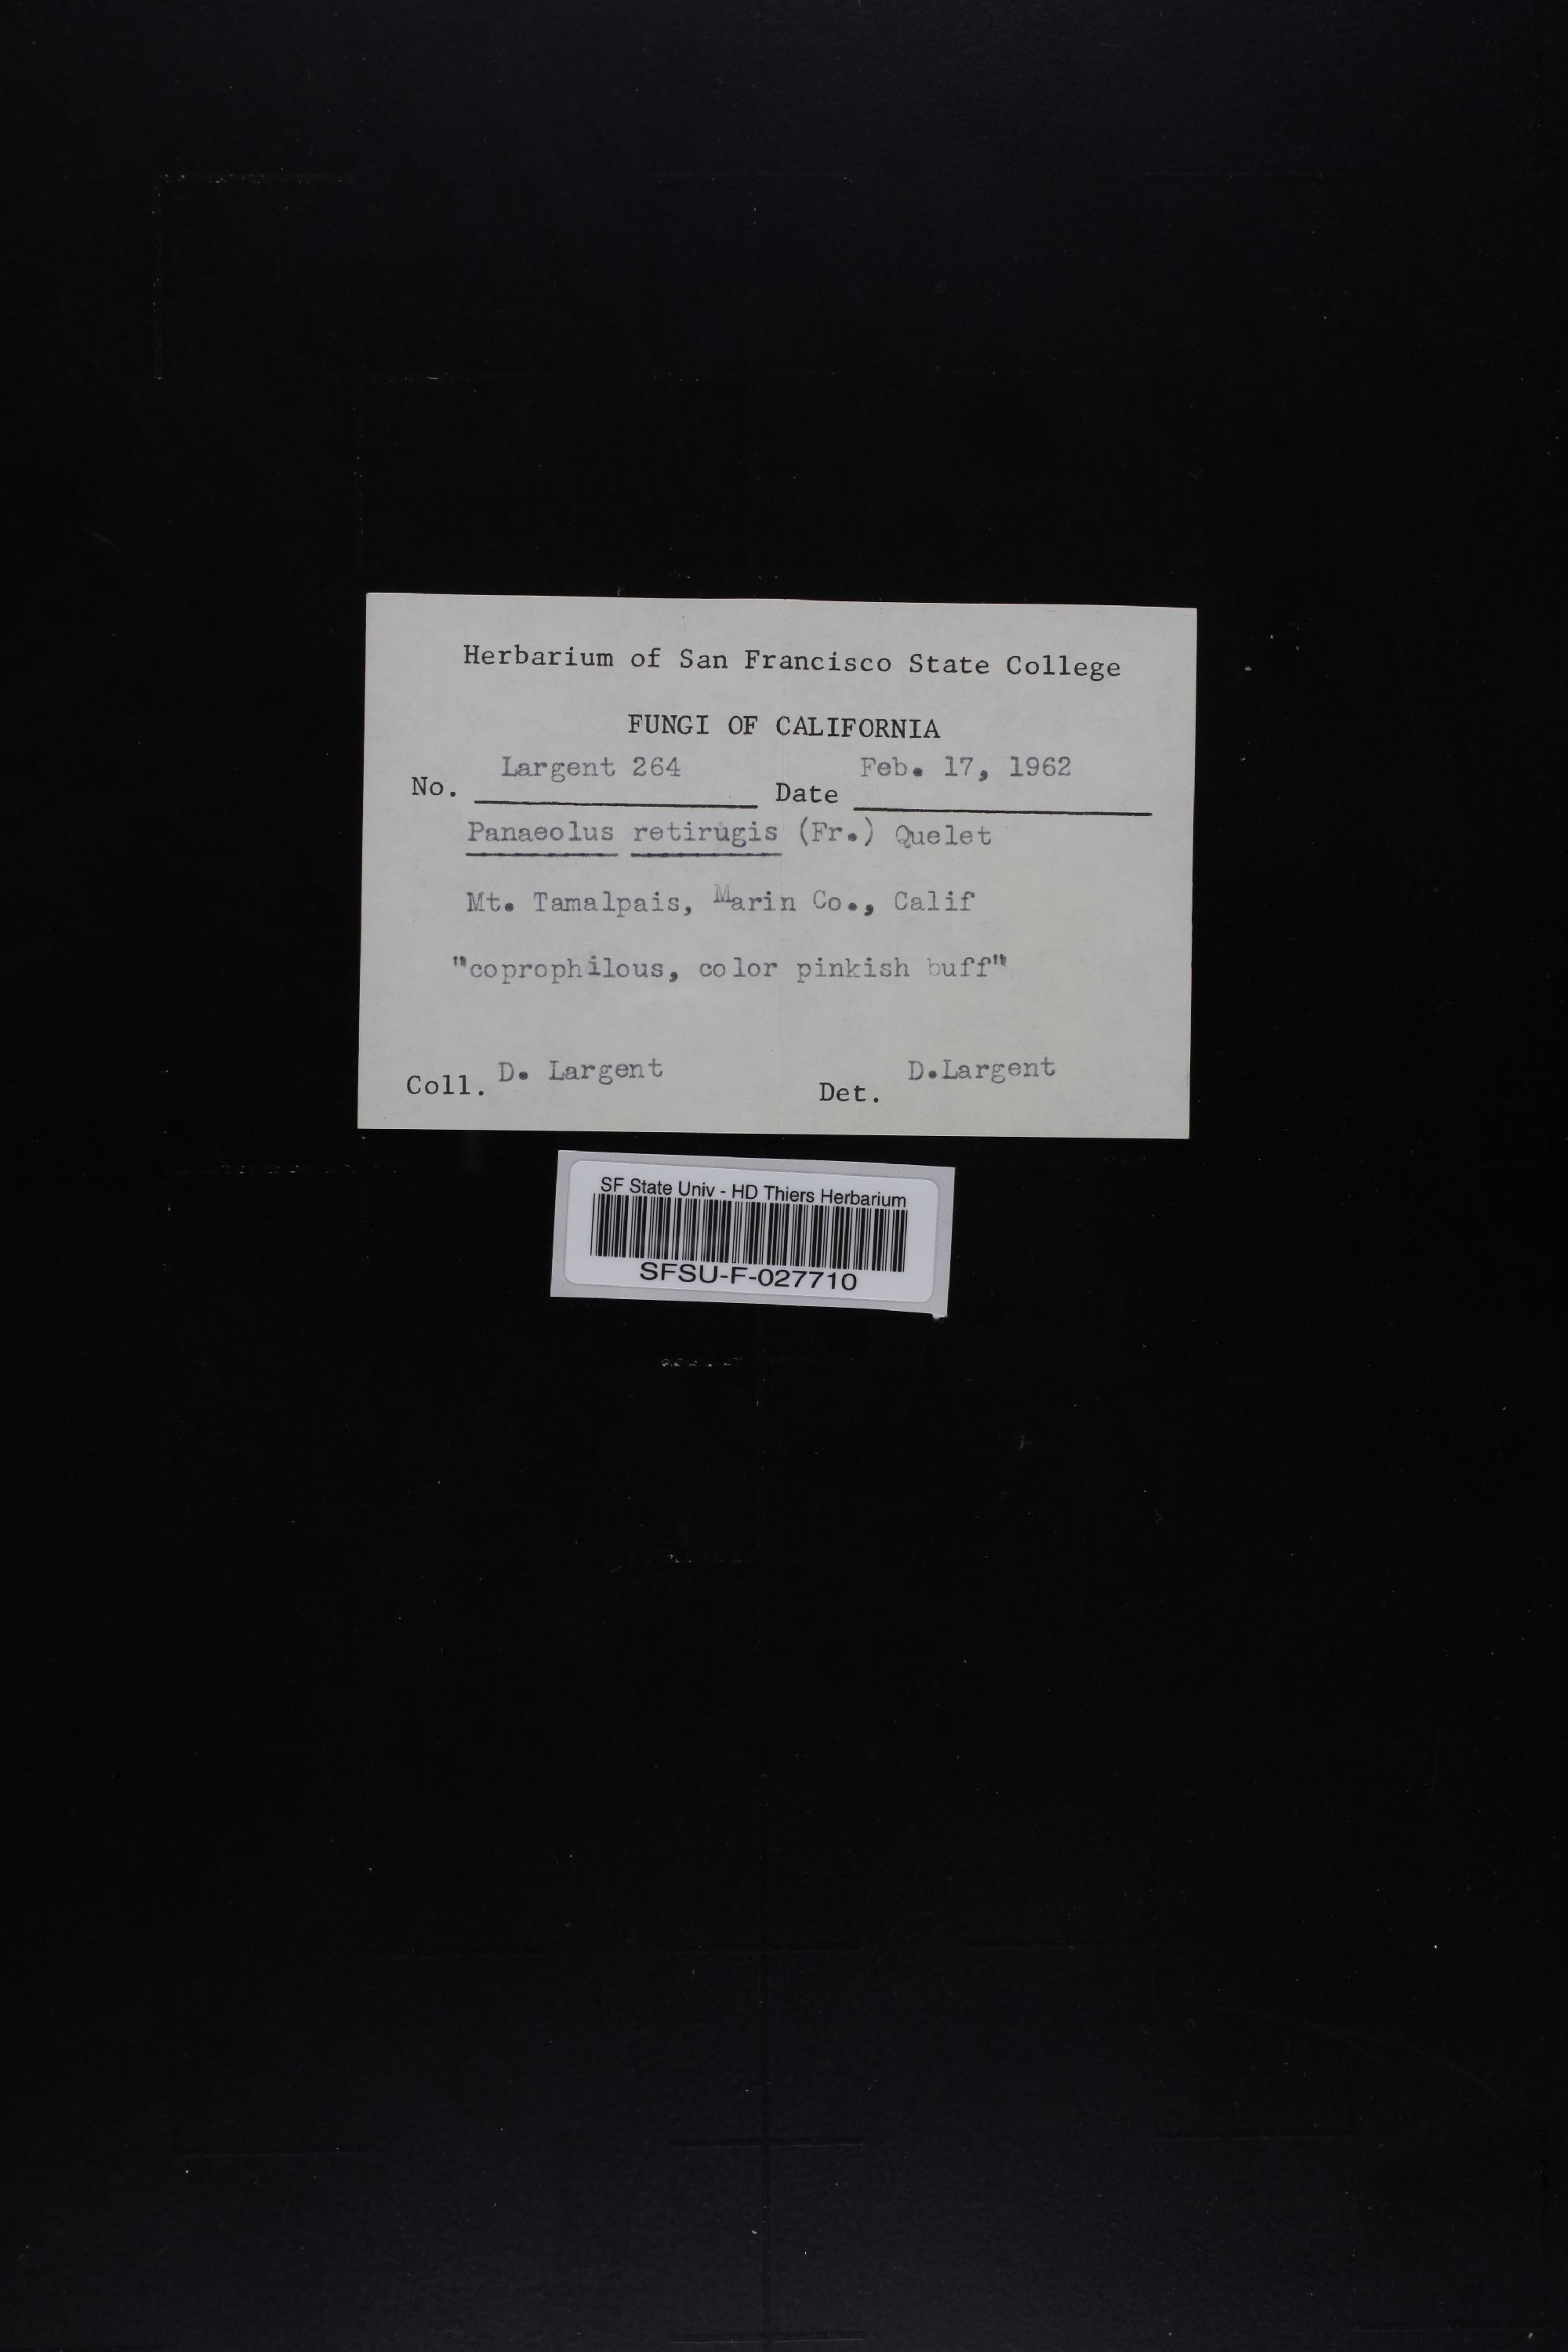 Herbarium of San Francisco State College
FUNGI OF CALIFORNIA
No. Largent 264 Date Feb. 17, 1962
Panaeolus retirugis (Fr.) Quelet
Mt. Tamalpais, Marin Co., Calif
"coprophilous, color pinkish buff"
Coll. D. Largent Det. D.Largent
SF State Univ - HD Thiers Herbarium
SFSU-F-027710